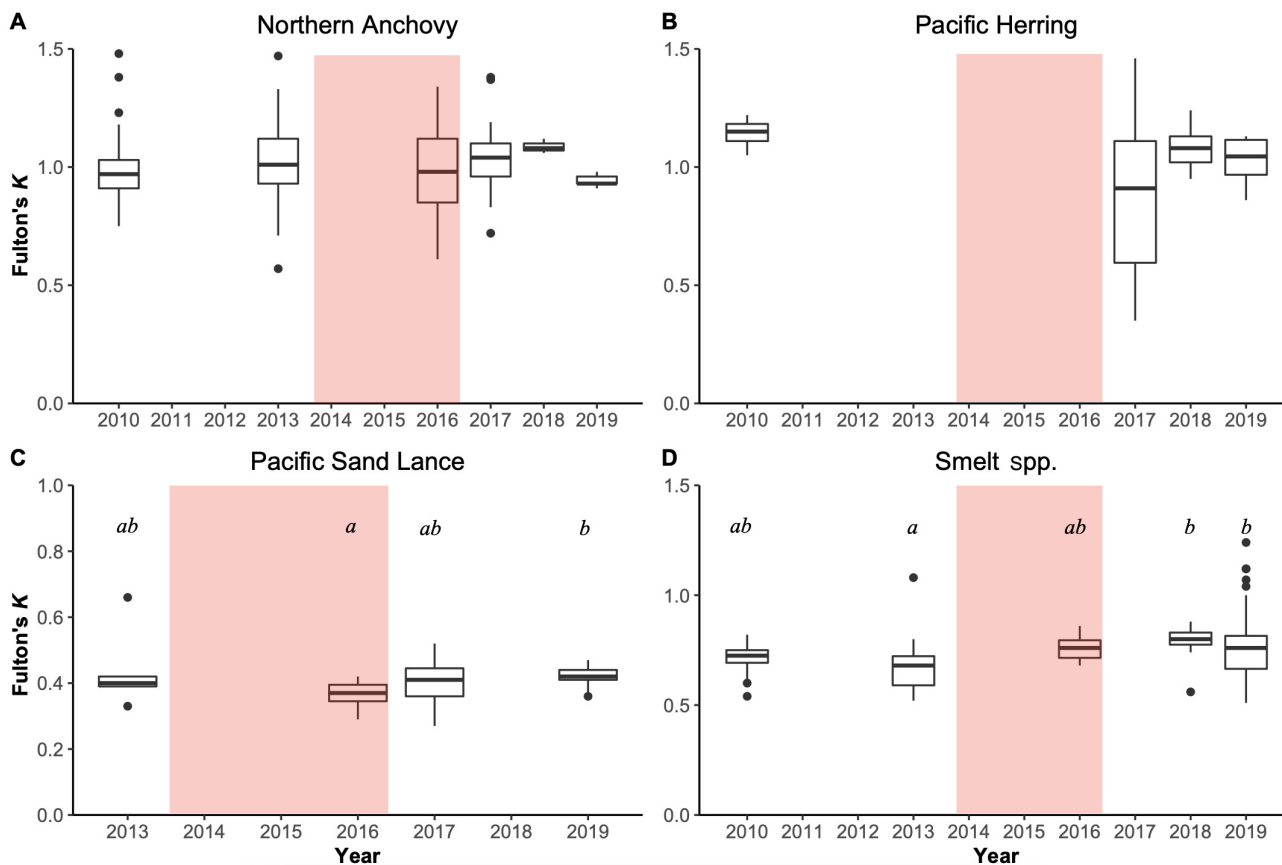 A Northern Anchovy
1.5
1.0
0.5
0.0
Fulton's K
2010 2011 2012 2013 2014 2015 2016 2017 2018 2019
B Pacific Herring
1.5
1.0
0.5
0.0
2010 2011 2012 2013 2014 2015 2016 2017 2018 2019
C Pacific Sand Lance
1.0
0.8
0.6
0.4
0.2
0.0
Fulton's K
ab a ab b
2013 2014 2015 2016 2017 2018 2019
Year
D Smelt spp.
1.5
1.0
0.5
0.0
ab a ab b b
2010 2011 2012 2013 2014 2015 2016 2017 2018 2019
Year